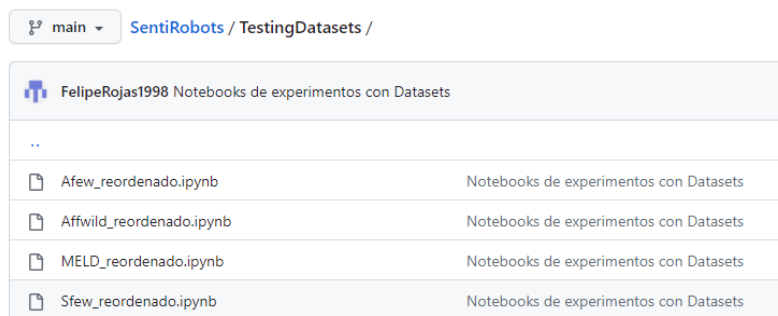 main SentiRobots / TestingDatasets /
FelipeRojas1998 Notebooks de experimentos con Datasets
..
Afew_reordenado.ipynb Notebooks de experimentos con Datasets
Affwild_reordenado.ipynb Notebooks de experimentos con Datasets
MELD_reordenado.ipynb Notebooks de experimentos con Datasets
Sfew_reordenado.ipynb Notebooks de experimentos con Datasets